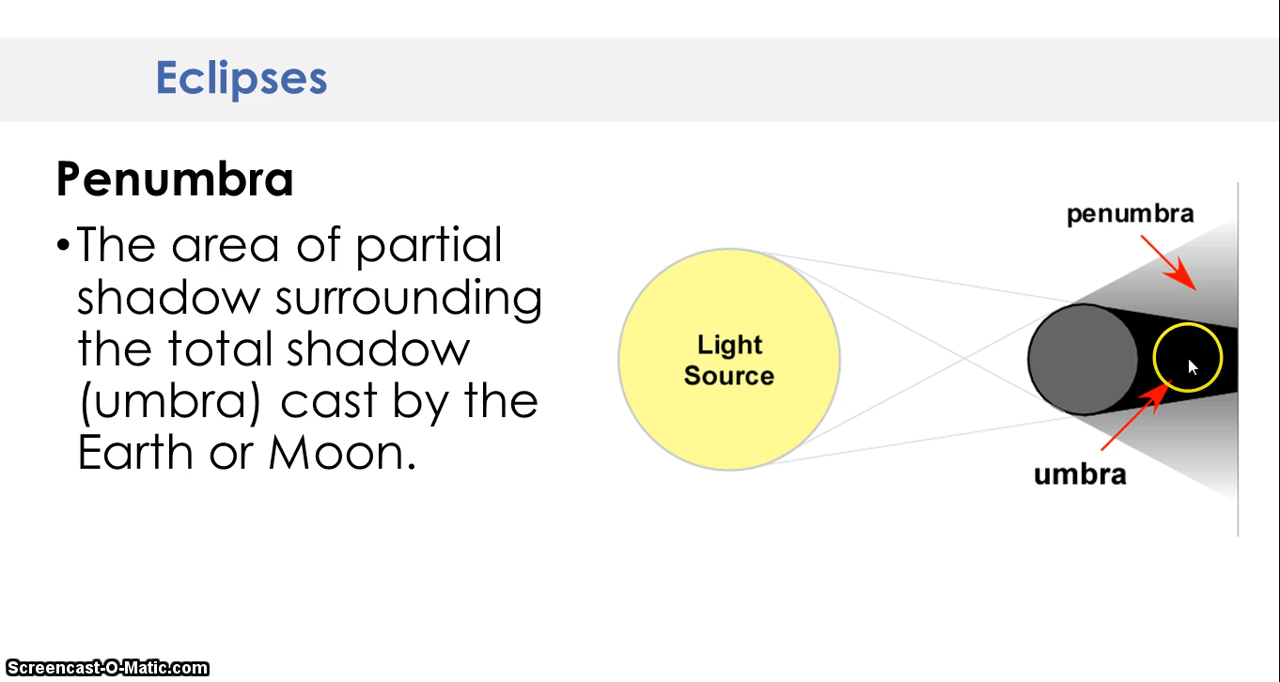 Eclipses
Penumbra
•The area of partial
shadow surrounding
the total shadow
(umbra) cast by the
Earth or Moon.
penumbra
Light
Source
umbra
Screencast-O-Matic.com